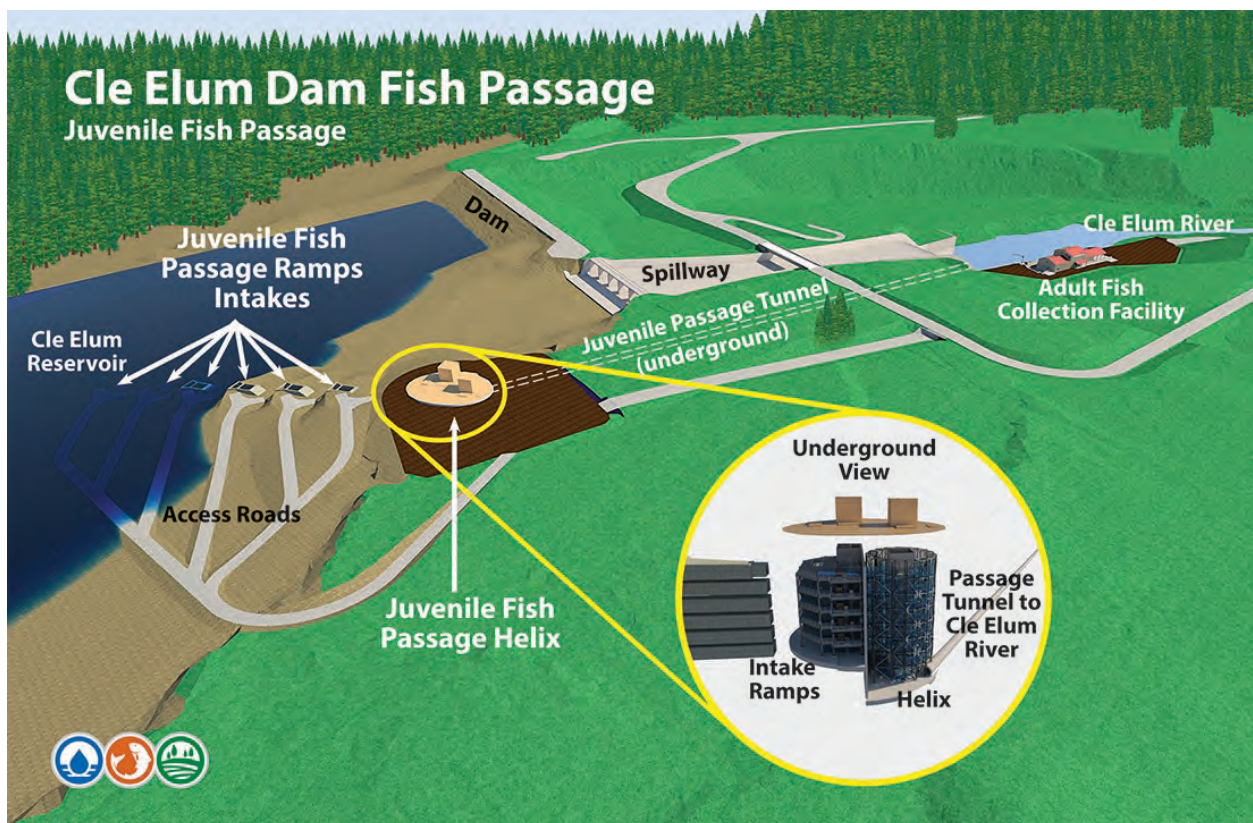 Cle Elum Dam Fish Passage
Juvenile Fish Passage
Dam
Juvenile Fish
Passage Ramps
Intakes
Cle Elum
Reservoir
Spillway
Cle Elum River
Adult Fish
Collection Facility
Juvenile Passage Tunnel
(underground)
Access Roads
Juvenile Fish
Passage Helix
Underground
View
Passage
Tunnel to
Cle Elum
River
Intake
Ramps
Helix